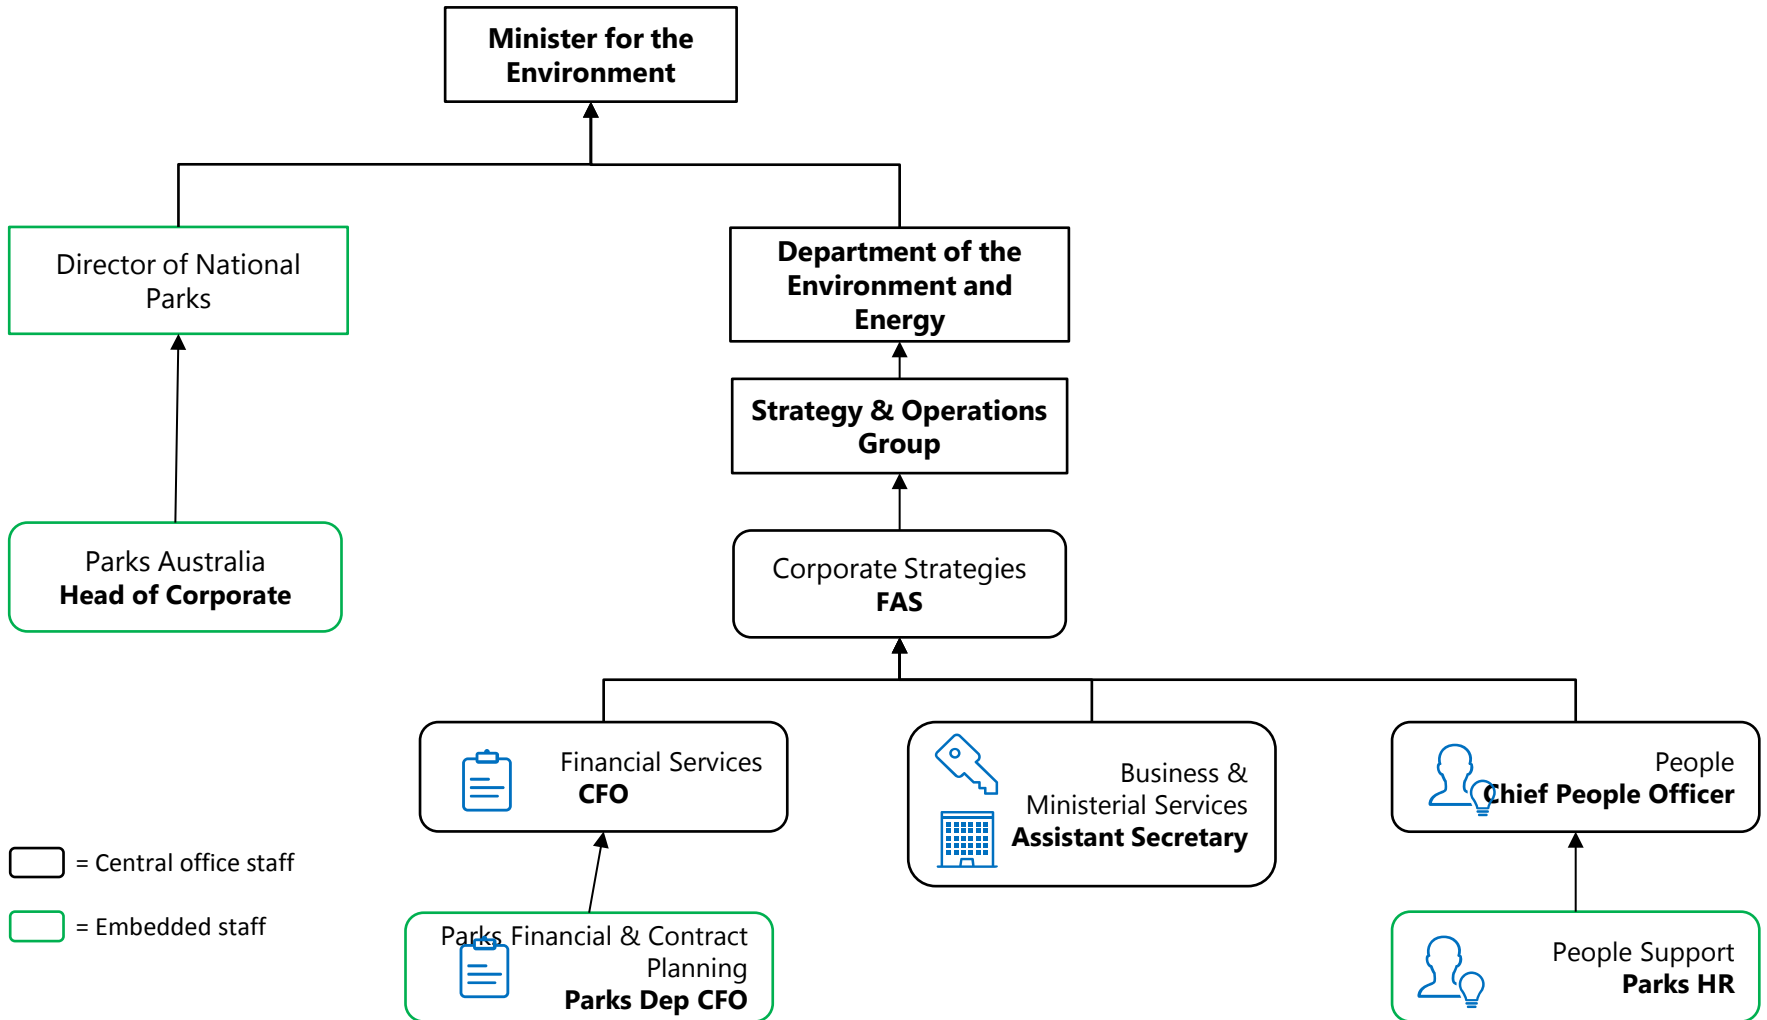 Minister for the
Environment
Director of National
Parks
Department of the
Environment and
Energy
Strategy & Operations
Group
Parks Australia
Head of Corporate
Corporate Strategies
FAS
Financial Services
CFO
Business &
Ministerial Services
Assistant Secretary
People
Chief People Officer
= Central office staff
= Embedded staff
Parks Financial & Contract
Planning
Parks Dep CFO
People Support
Parks HR